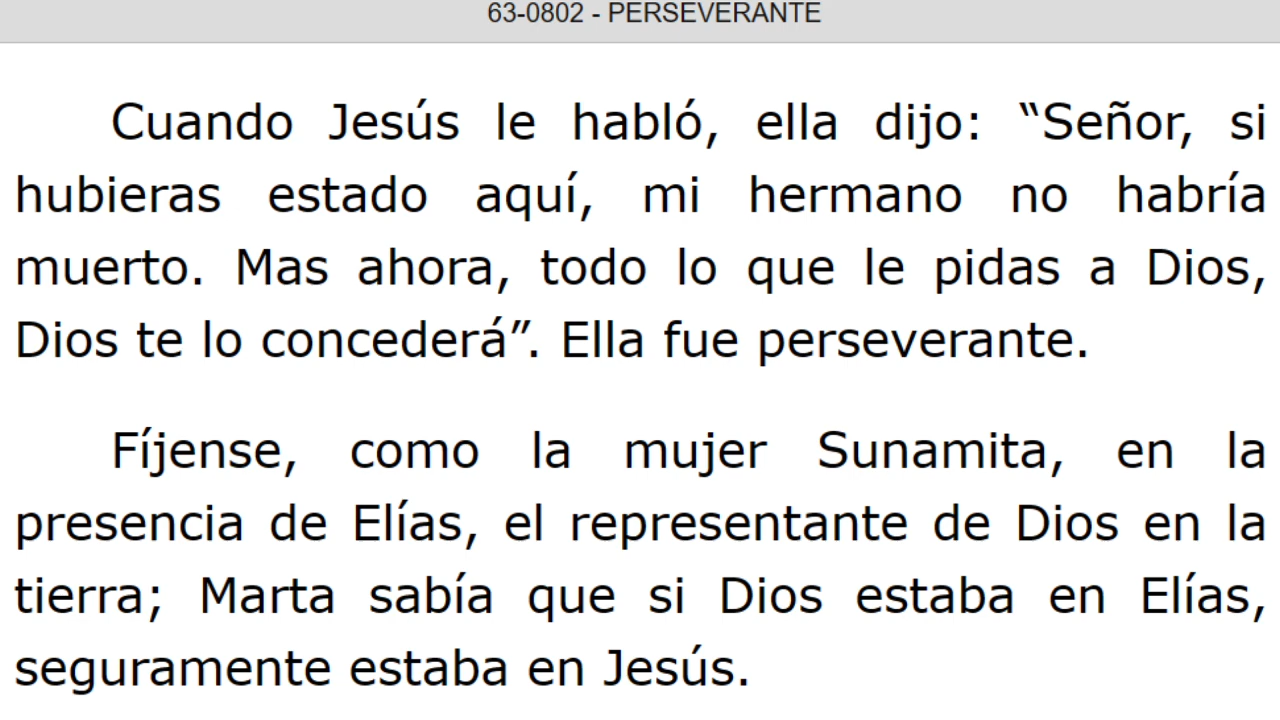 63-0802 - PERSEVERANTE
Cuando Jesús le habló, ella dijo: “Señor, si
hubieras estado aquí, mi hermano no habría
muerto. Mas ahora, todo lo que le pidas a Dios,
Dios te lo concederá”. Ella fue perseverante.
Fíjense, como la mujer Sunamita, en la
presencia de Elías, el representante de Dios en la
tierra; Marta sabía que si Dios estaba en Elías,
seguramente estaba en Jesús.